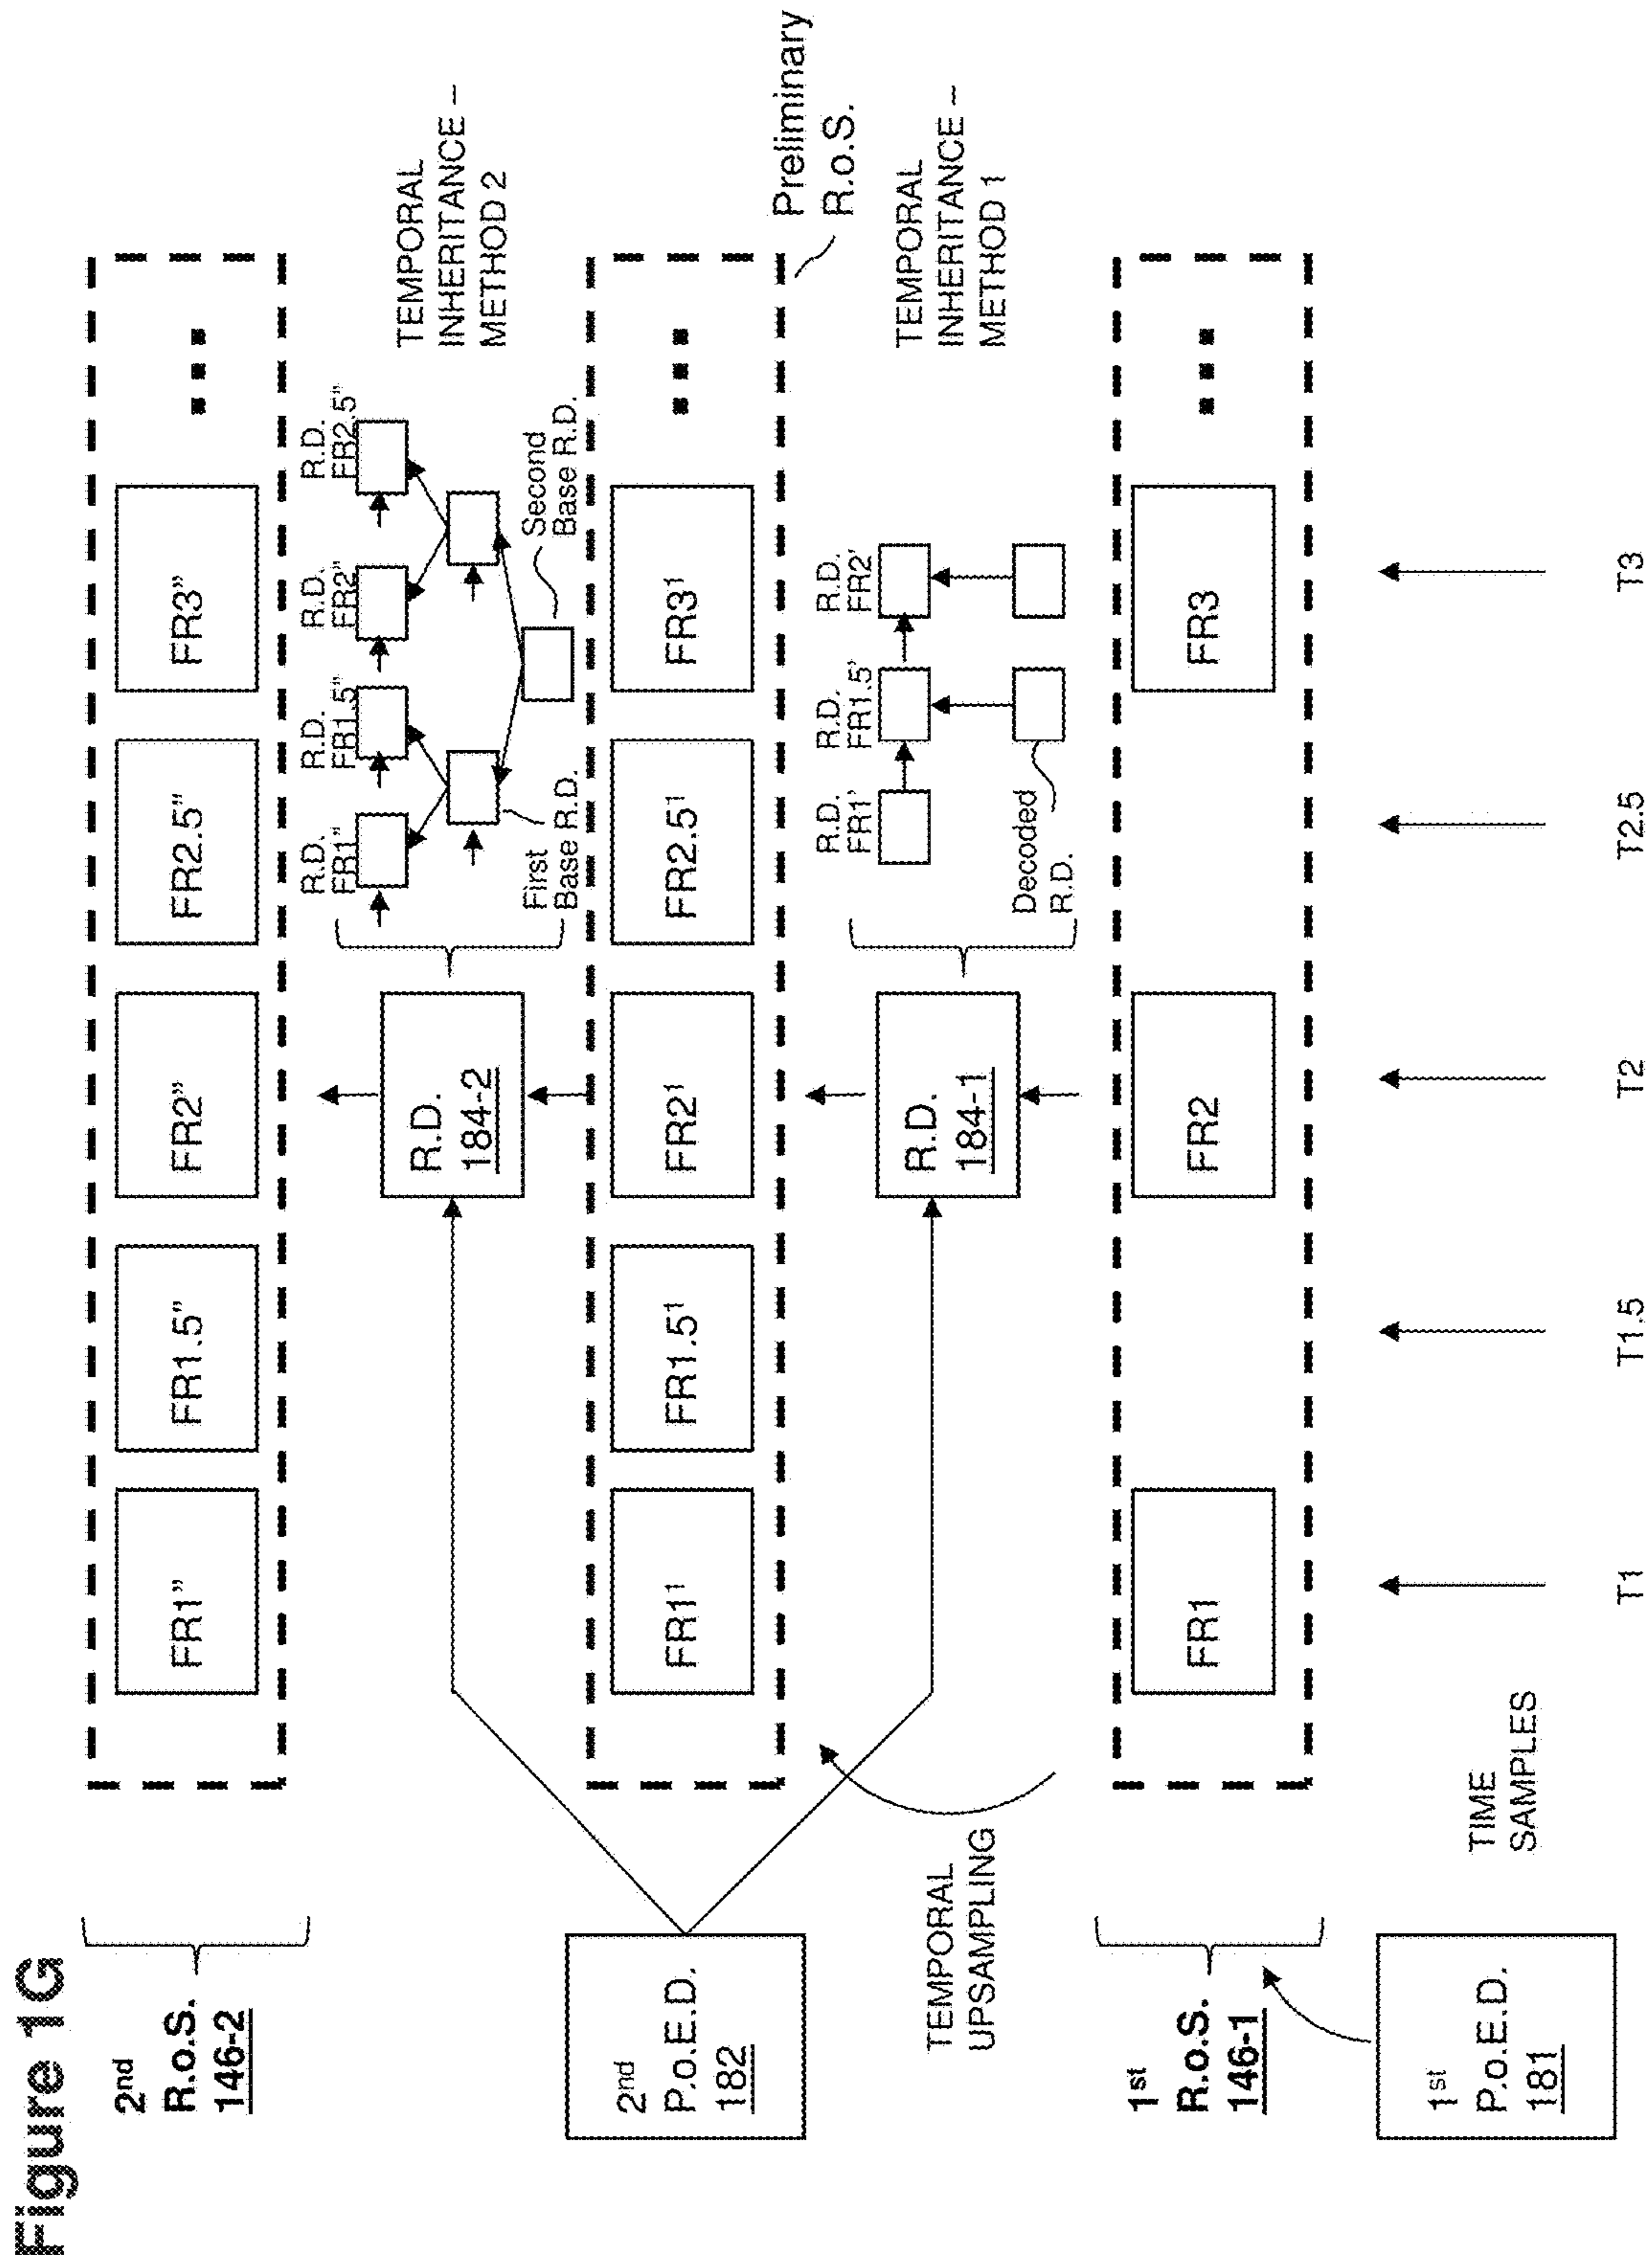 Figure 1G
2nd
R.o.S.
146-2
FR1”
FR1.5”
FR2”
FR2.5”
FR3”
R.D.
184-2
R.D.
FR1”
R.D.
FR1.5”
R.D.
FR2”
R.D.
FR2.5”
First
Base R.D.
Second
Base R.D.
TEMPORAL
INHERITANCE –
METHOD 2
2nd
P.o.E.D.
182
FR1¹
FR1.5¹
FR2¹
FR2.5¹
FR3¹
Preliminary
R.o.S.
TEMPORAL
UPSAMPLING
R.D.
184-1
R.D.
FR1’
R.D.
FR1.5’
R.D.
FR2’
Decoded
R.D.
TEMPORAL
INHERITANCE –
METHOD 1
1st
R.o.S.
146-1
FR1
FR2
FR3
1st
P.o.E.D.
181
TIME
SAMPLES
T1
T1.5
T2
T2.5
T3